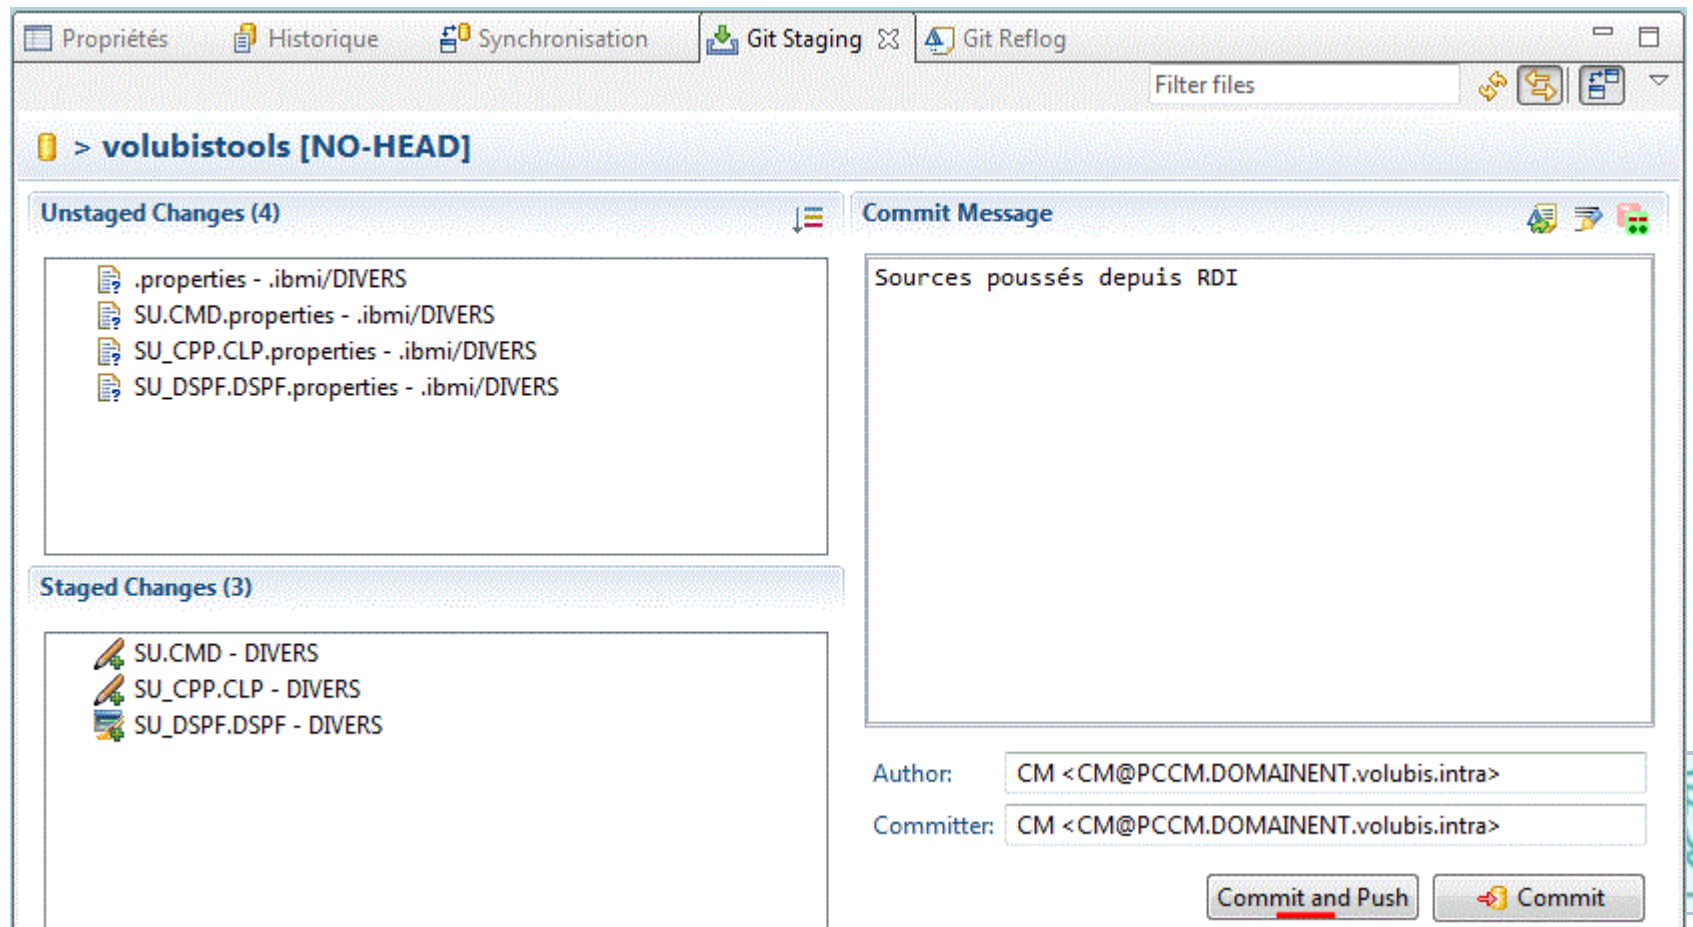 Propriétés
Historique
Synchronisation
Git Staging
Git Reflog
Filter files
> volubistools [NO-HEAD]
Unstaged Changes (4)
.properties - .ibmi/DIVERS
SU.CMD.properties - .ibmi/DIVERS
SU_CPP.CLP.properties - .ibmi/DIVERS
SU_DSPF.DSPF.properties - .ibmi/DIVERS
Staged Changes (3)
SU.CMD - DIVERS
SU_CPP.CLP - DIVERS
SU_DSPF.DSPF - DIVERS
Commit Message
Sources poussés depuis RDI
Author: CM <CM@PCCM.DOMAINENT.volubis.intra>
Committer: CM <CM@PCCM.DOMAINENT.volubis.intra>
Commit and Push
Commit